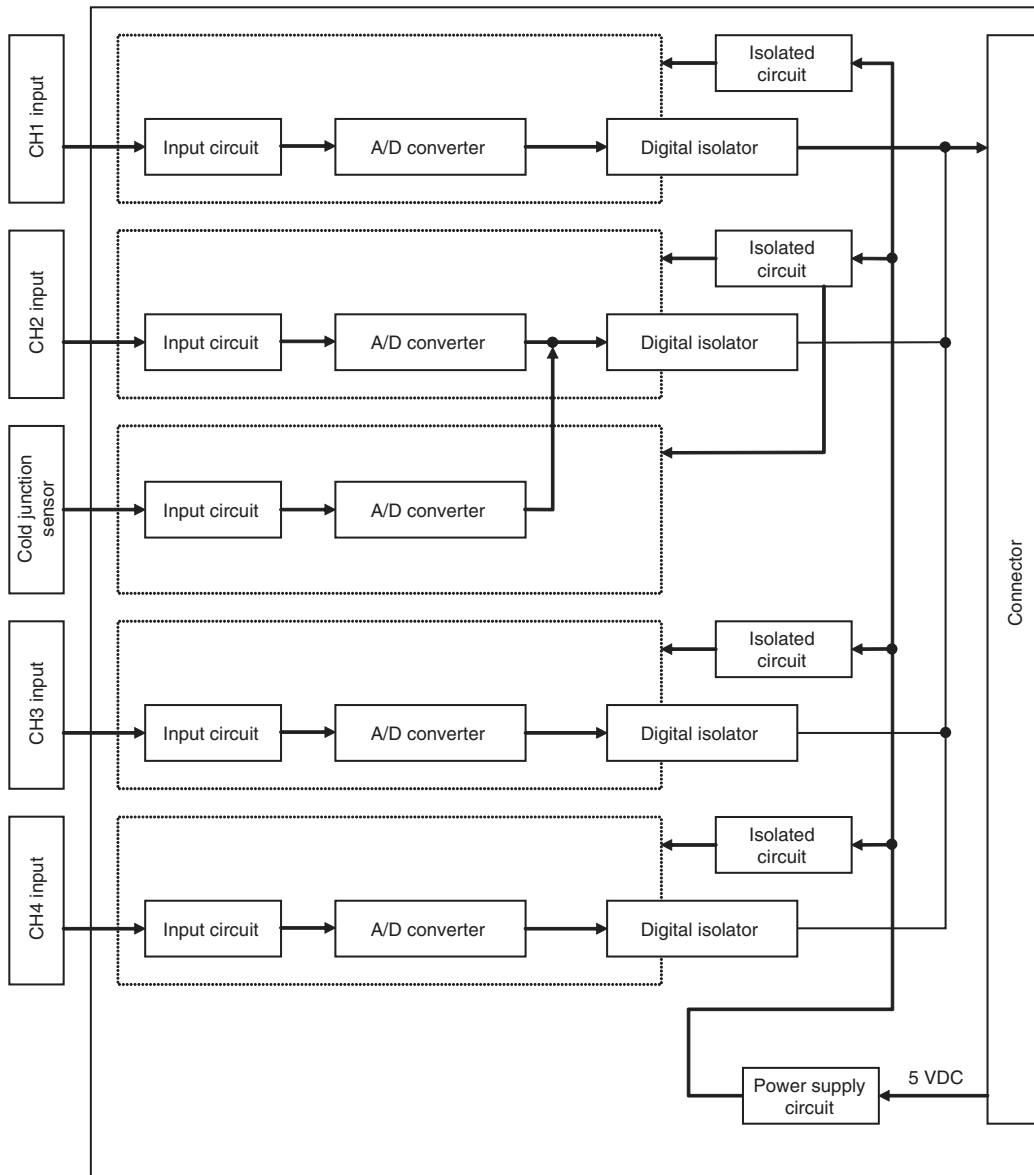 CH1 input
Input circuit
A/D converter
Digital isolator
Isolated
circuit
CH2 input
Input circuit
A/D converter
Digital isolator
Isolated
circuit
Cold junction
sensor
Input circuit
A/D converter
CH3 input
Input circuit
A/D converter
Digital isolator
Isolated
circuit
CH4 input
Input circuit
A/D converter
Digital isolator
Isolated
circuit
Power supply
circuit
5 VDC
Connector